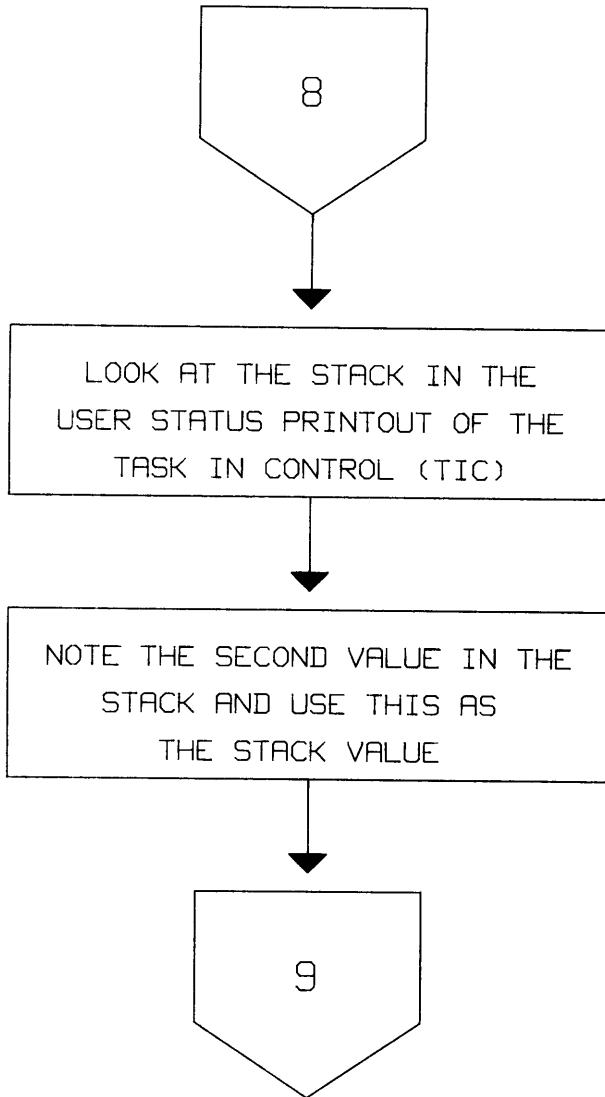 8
LOOK AT THE STACK IN THE
USER STATUS PRINTOUT OF THE
TASK IN CONTROL (TIC)
NOTE THE SECOND VALUE IN THE
STACK AND USE THIS AS
THE STACK VALUE
9